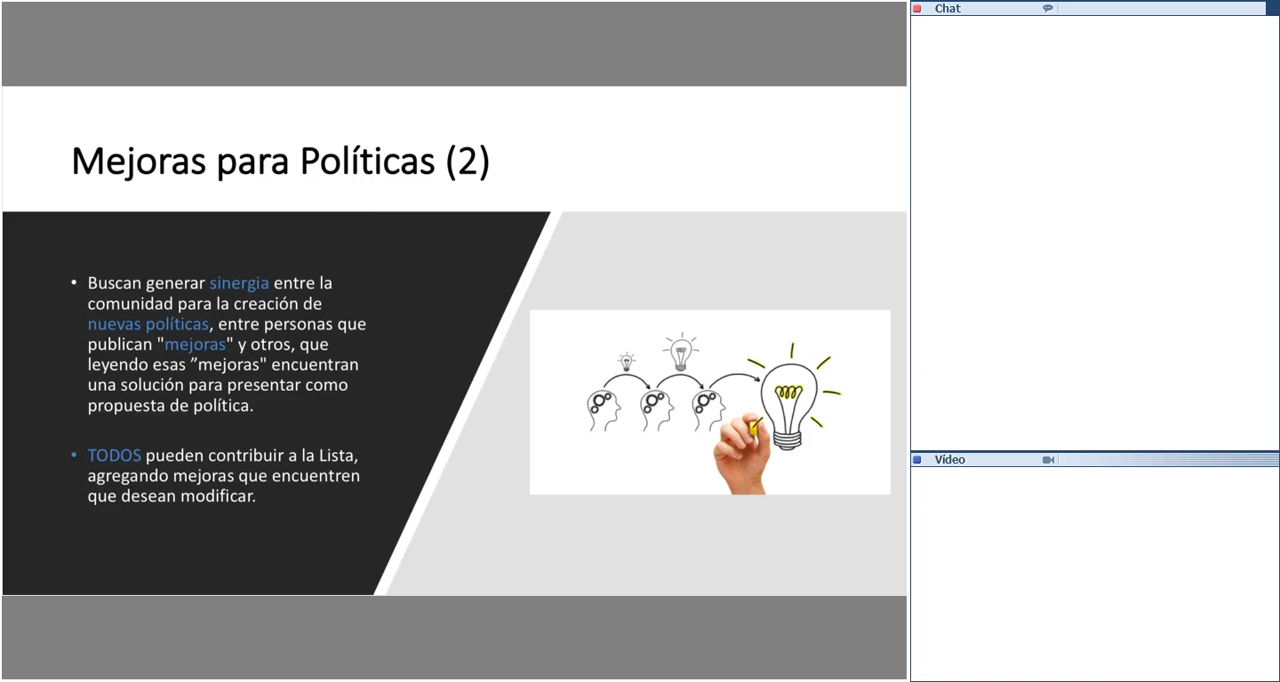 Mejoras para Políticas (2)
• Buscan generar sinergia entre la
comunidad para la creación de
nuevas políticas, entre personas que
publican "mejoras" y otros, que
leyendo esas ”mejoras" encuentran
una solución para presentar como
propuesta de política.
• TODOS pueden contribuir a la Lista,
agregando mejoras que encuentren
que desean modificar.
Chat
Vídeo